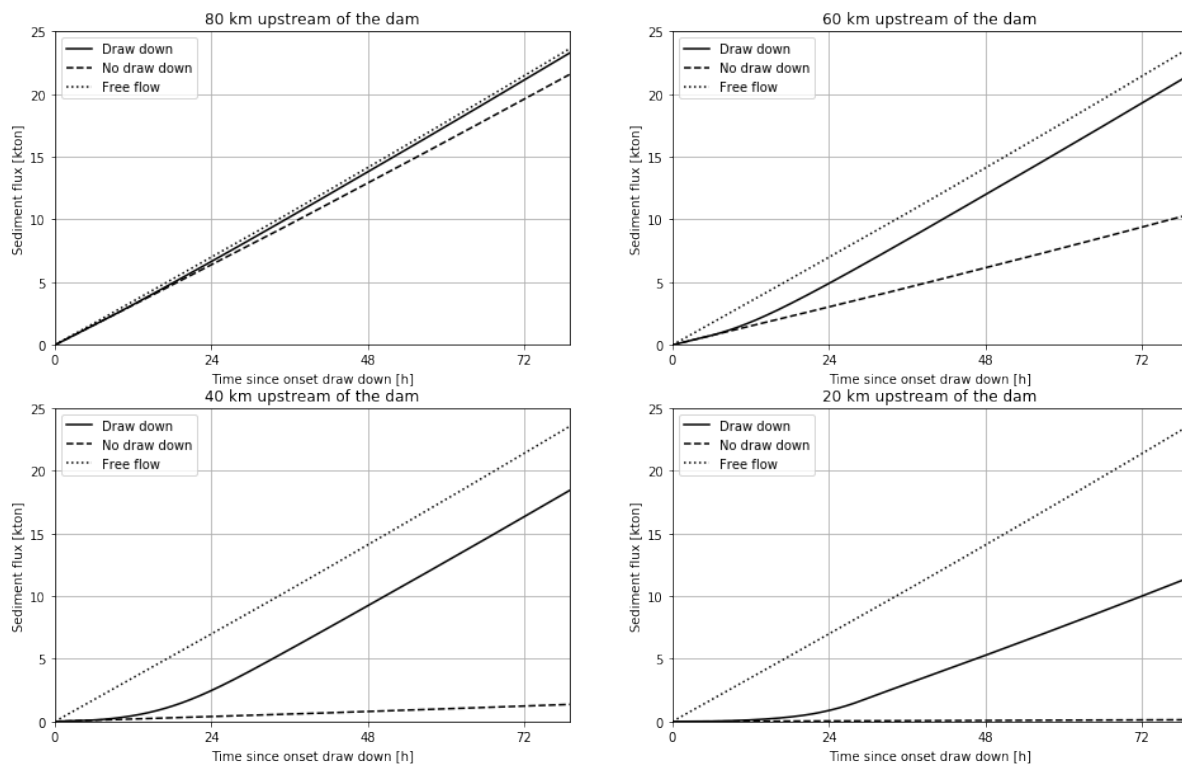 80 km upstream of the dam
25
20
15
10
5
0
Sediment flux [kton]
Draw down
No draw down
Free flow
0 24 48 72
Time since onset draw down [h]
60 km upstream of the dam
25
20
15
10
5
0
Sediment flux [kton]
Draw down
No draw down
Free flow
0 24 48 72
Time since onset draw down [h]
40 km upstream of the dam
25
20
15
10
5
0
Sediment flux [kton]
Draw down
No draw down
Free flow
0 24 48 72
Time since onset draw down [h]
20 km upstream of the dam
25
20
15
10
5
0
Sediment flux [kton]
Draw down
No draw down
Free flow
0 24 48 72
Time since onset draw down [h]